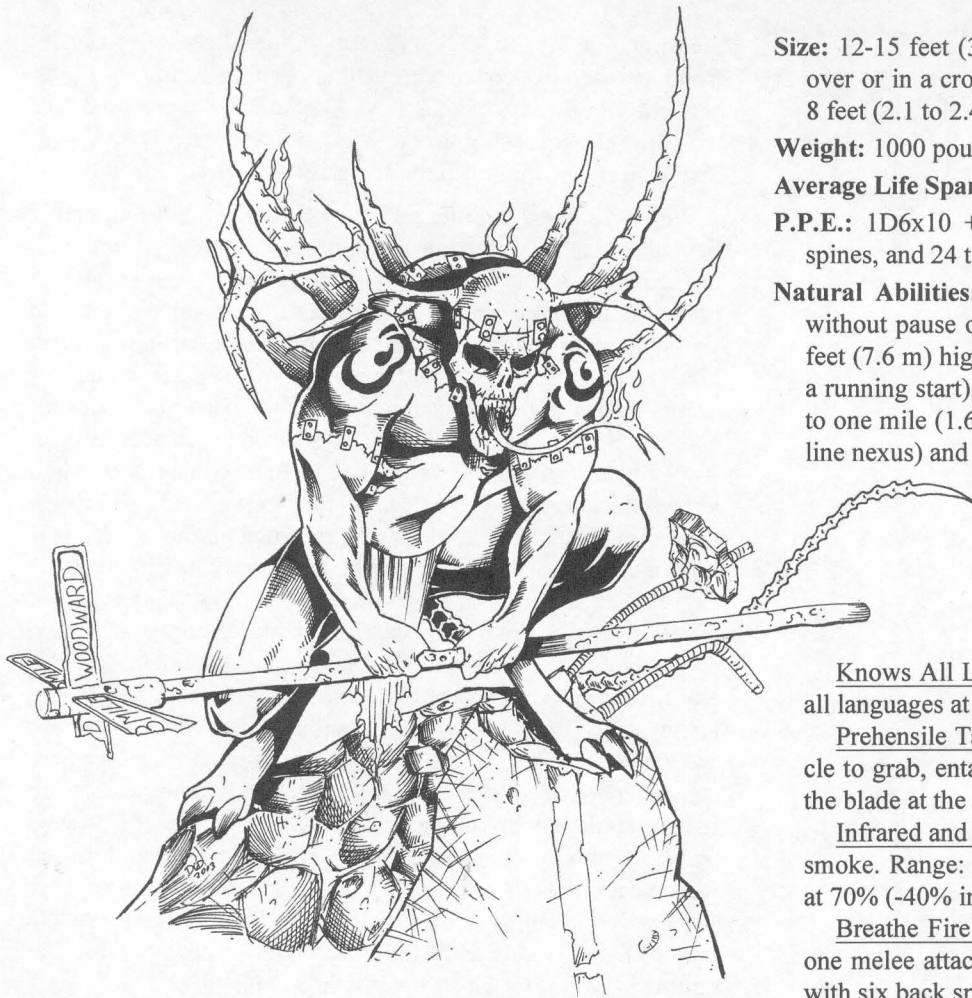 Size: 12-15 feet (3
over or in a cro
8 feet (2.1 to 2.4
Weight: 1000 pou
Average Life Spar
P.P.E.: 1D6x10 +
spines, and 24 t
Natural Abilities
without pause o
feet (7.6 m) hig
a running start)
to one mile (1.6
line nexus) and
WOODWARD
Knows All L
all languages at
Prehensile T
cle to grab, enta
the blade at the
Infrared and
smoke. Range:
at 70% (-40% in
Breathe Fire
one melee attac
with six back sp